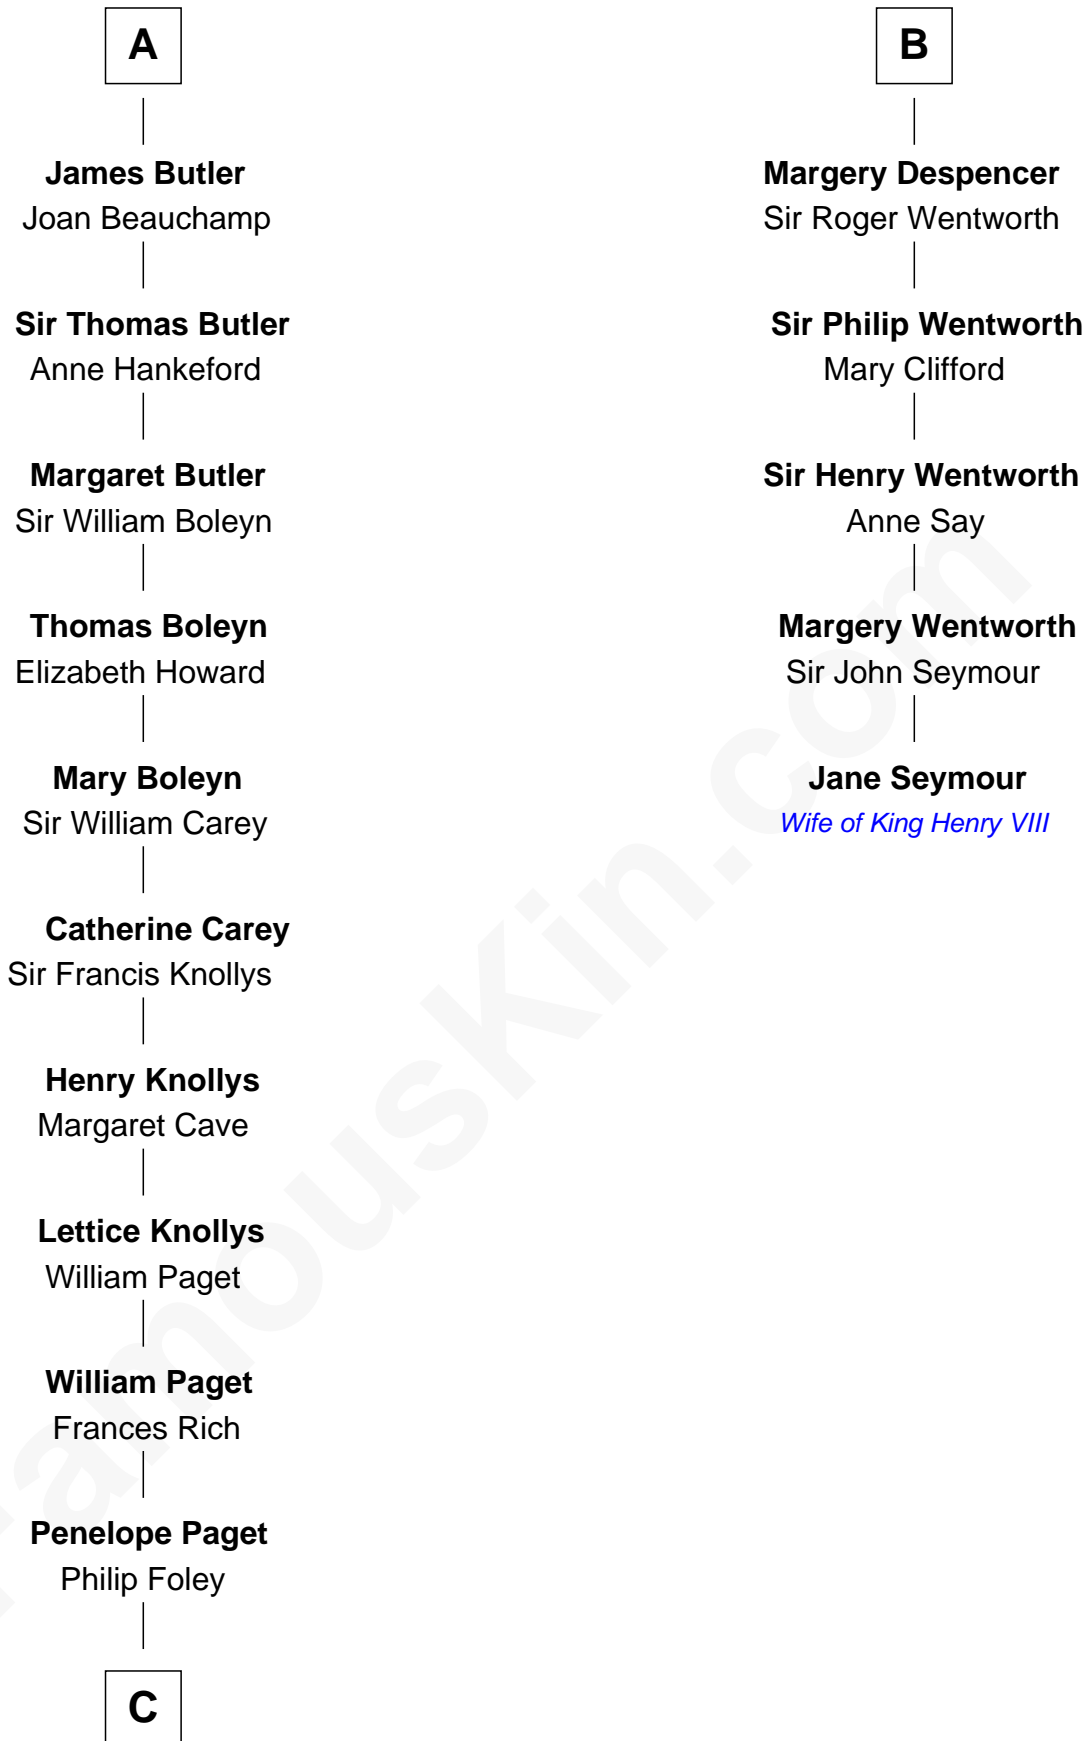 A
James Butler
Joan Beauchamp
Sir Thomas Butler
Anne Hankeford
Margaret Butler
Sir William Boleyn
Thomas Boleyn
Elizabeth Howard
Mary Boleyn
Sir William Carey
Catherine Carey
Sir Francis Knollys
Henry Knollys
Margaret Cave
Lettice Knollys
William Paget
William Paget
Frances Rich
Penelope Paget
Philip Foley
C
B
Margery Despencer
Sir Roger Wentworth
Sir Philip Wentworth
Mary Clifford
Sir Henry Wentworth
Anne Say
Margery Wentworth
Sir John Seymour
Jane Seymour
Wife of King Henry VIII
FamousKin.com